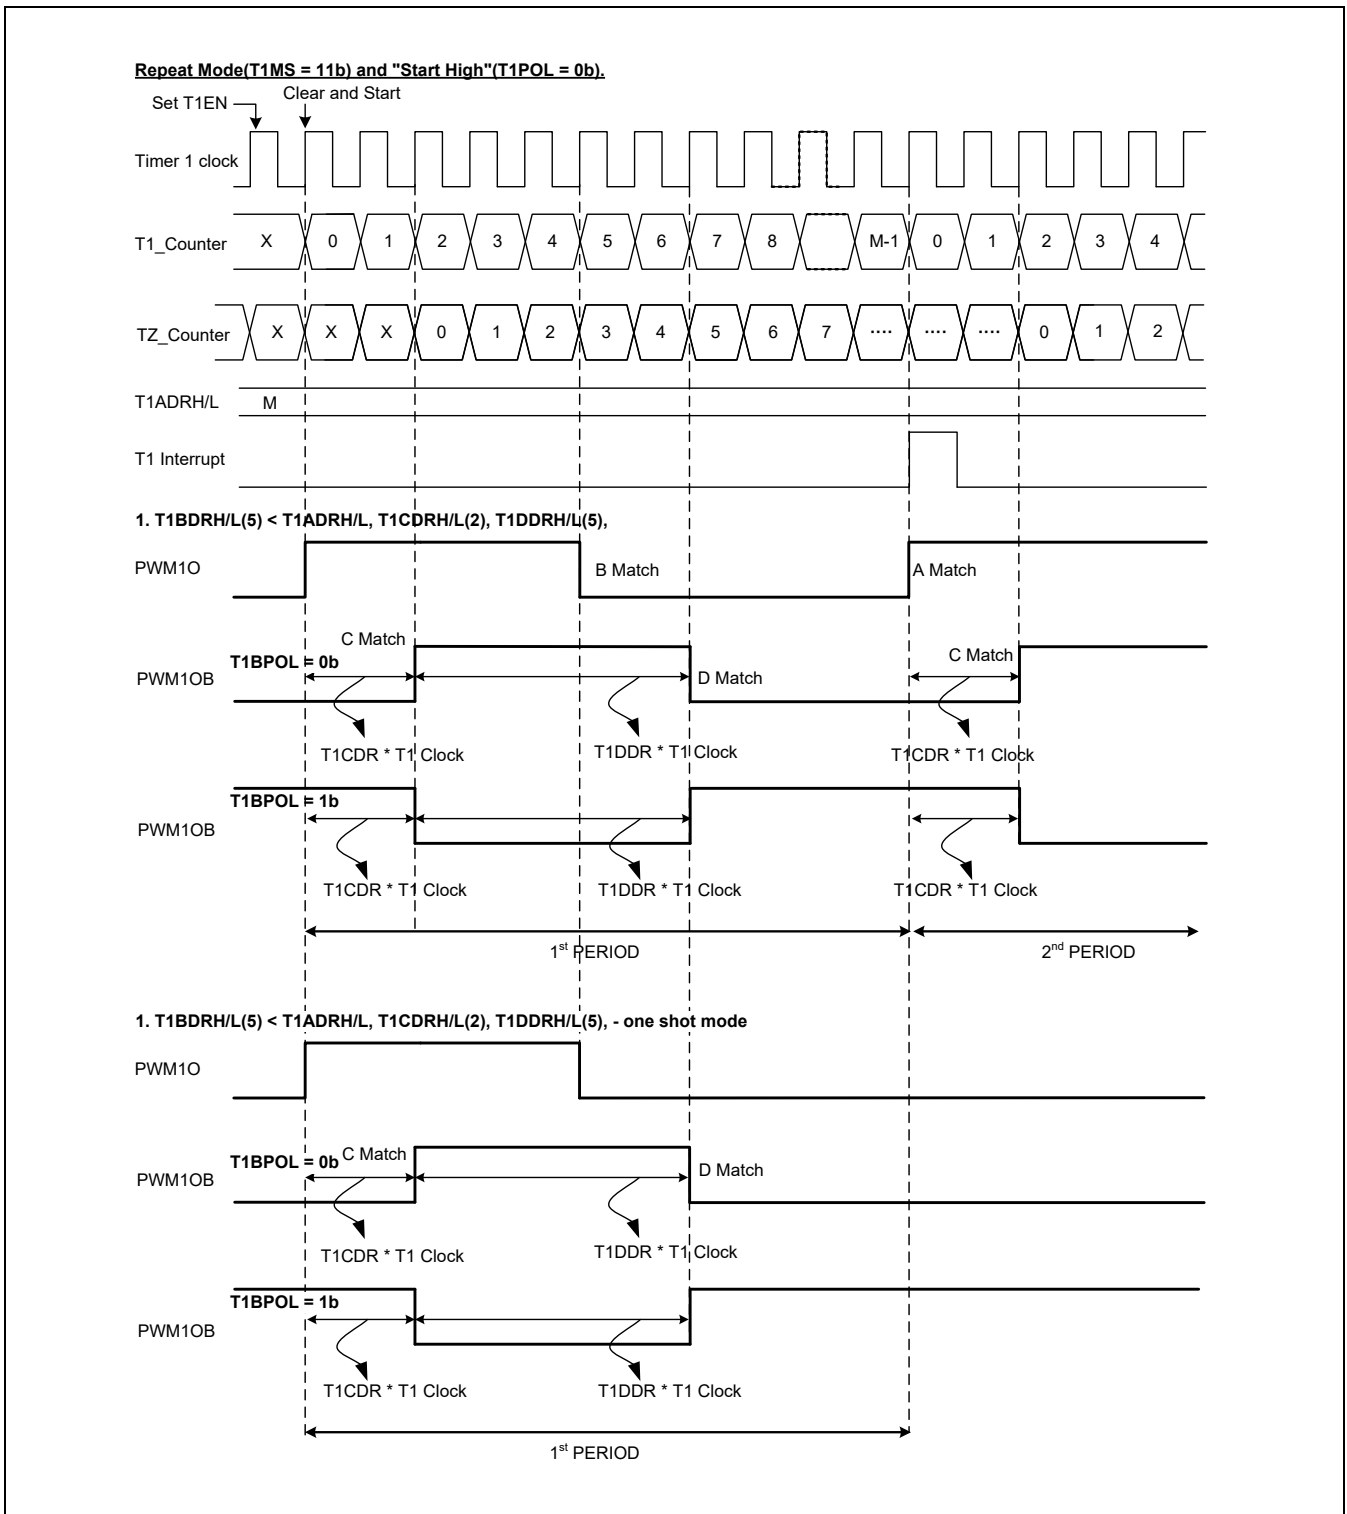 Repeat Mode(T1MS = 11b) and "Start High"(T1POL = 0b).
Set T1EN
Clear and Start
Timer 1 clock
T1_Counter X 0 1 2 3 4 5 6 7 8 M-1 0 1 2 3 4
TZ_Counter X X X 0 1 2 3 4 5 6 7 .... .... .... 0 1 2
T1ADRH/L M
T1 Interrupt
1. T1BDRH/L(5) < T1ADRH/L, T1CDRH/L(2), T1DDRH/L(5),
PWM1O B Match A Match
C Match C Match
T1BPOL = 0b
PWM1OB D Match
T1CDR * T1 Clock T1DDR * T1 Clock T1CDR * T1 Clock
T1BPOL = 1b
PWM1OB
T1CDR * T1 Clock T1DDR * T1 Clock T1CDR * T1 Clock
1st PERIOD 2nd PERIOD
1. T1BDRH/L(5) < T1ADRH/L, T1CDRH/L(2), T1DDRH/L(5), - one shot mode
PWM1O
T1BPOL = 0b C Match
PWM1OB D Match
T1CDR * T1 Clock T1DDR * T1 Clock
T1BPOL = 1b
PWM1OB
T1CDR * T1 Clock T1DDR * T1 Clock
1st PERIOD